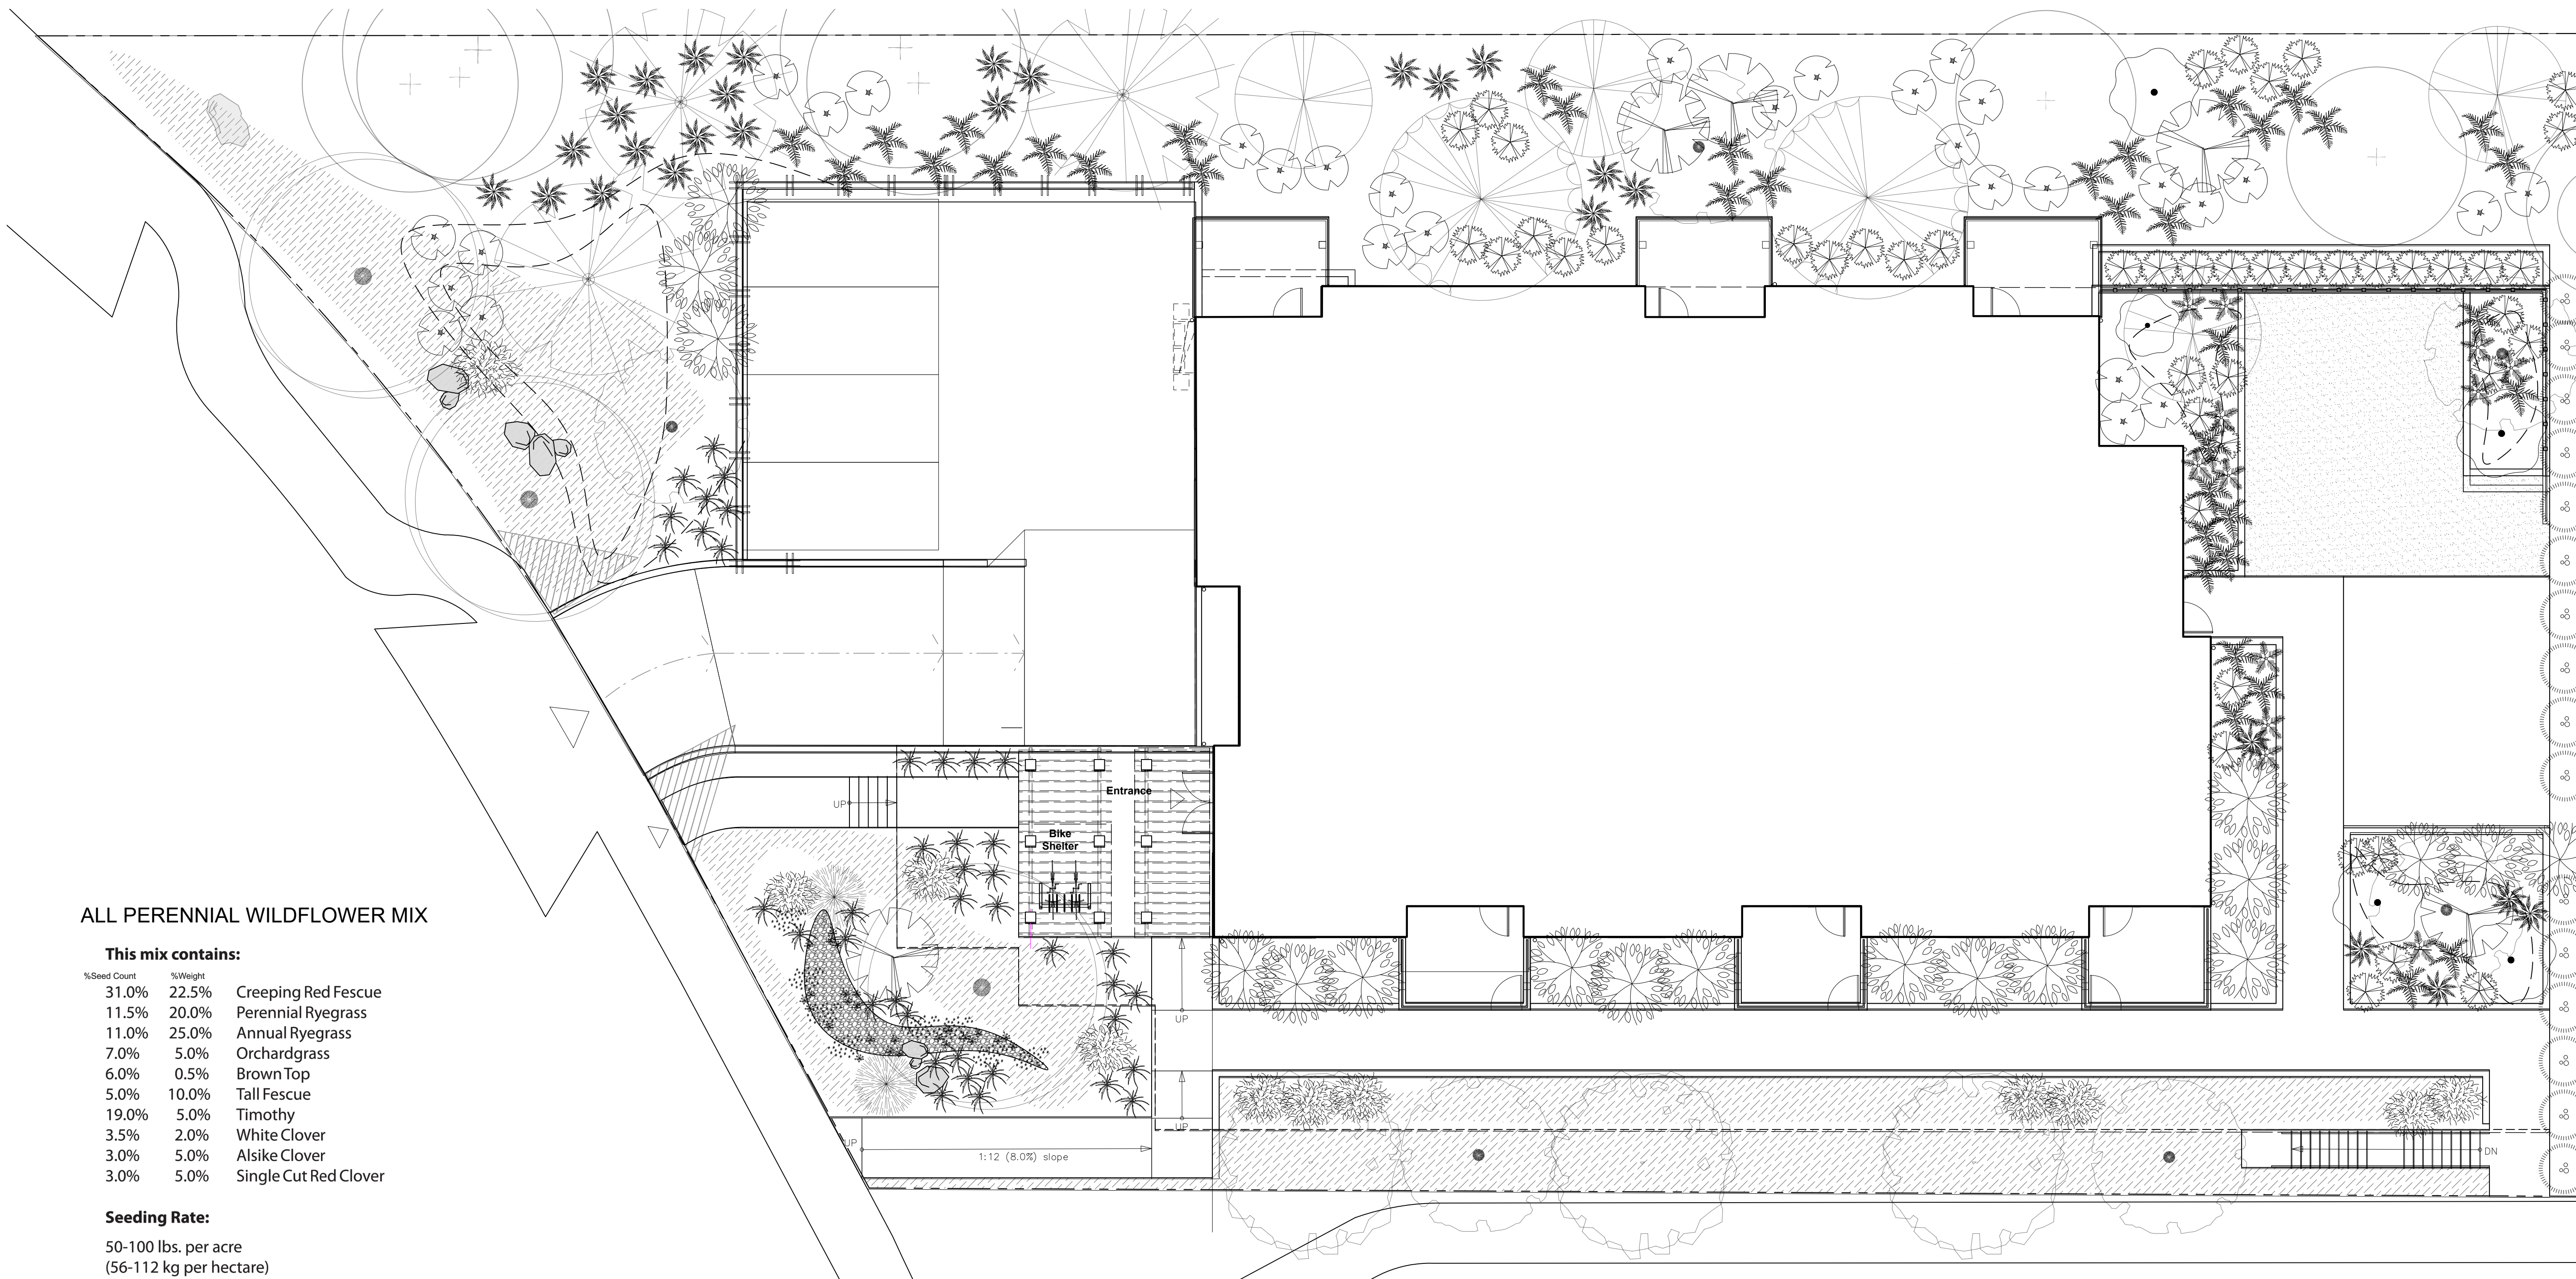 UP
Entrance
Bike
Shelter
UP
UP
UP
1:12 (8.0%) slope
DN
ALL PERENNIAL WILDFLOWER MIX
This mix contains:
%Seed Count %Weight
31.0% 22.5% Creeping Red Fescue
11.5% 20.0% Perennial Ryegrass
11.0% 25.0% Annual Ryegrass
7.0% 5.0% Orchardgrass
6.0% 0.5% Brown Top
5.0% 10.0% Tall Fescue
19.0% 5.0% Timothy
3.5% 2.0% White Clover
3.0% 5.0% Alsike Clover
3.0% 5.0% Single Cut Red Clover
Seeding Rate:
50-100 lbs. per acre
(56-112 kg per hectare)